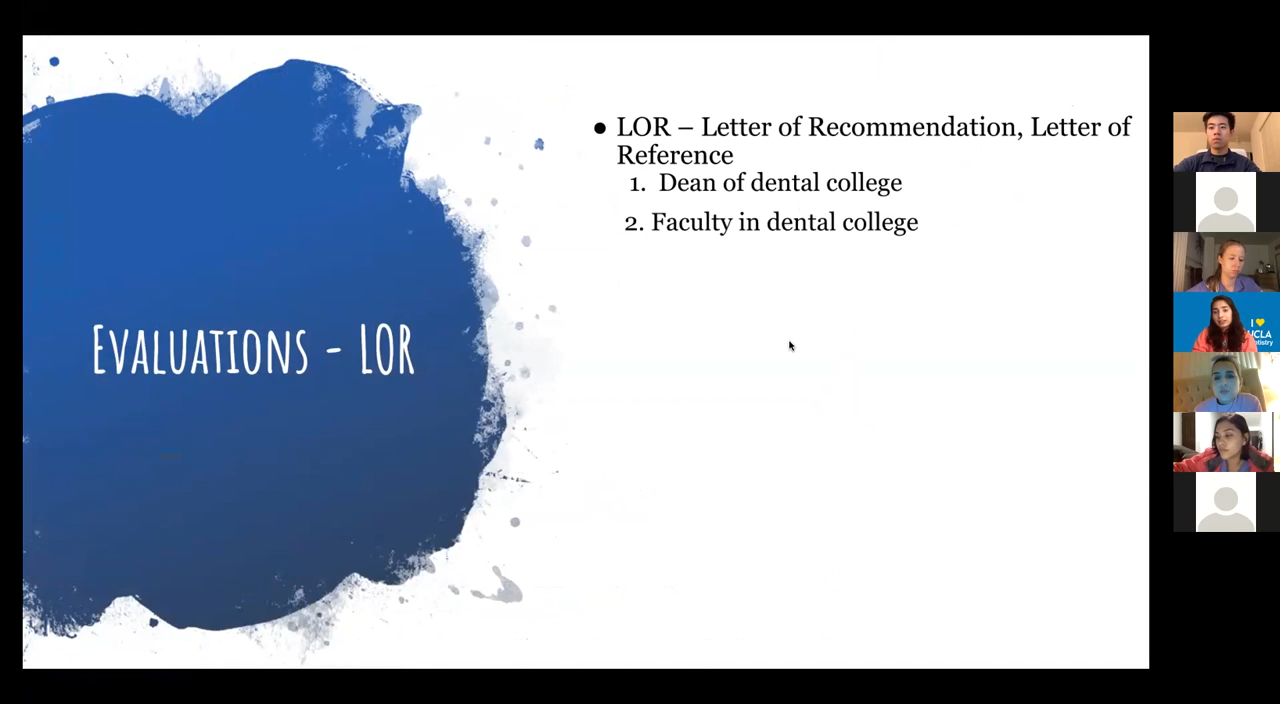 Evaluations - LOR
● LOR – Letter of Recommendation, Letter of
Reference
1. Dean of dental college
2. Faculty in dental college
I 💛
UCLA